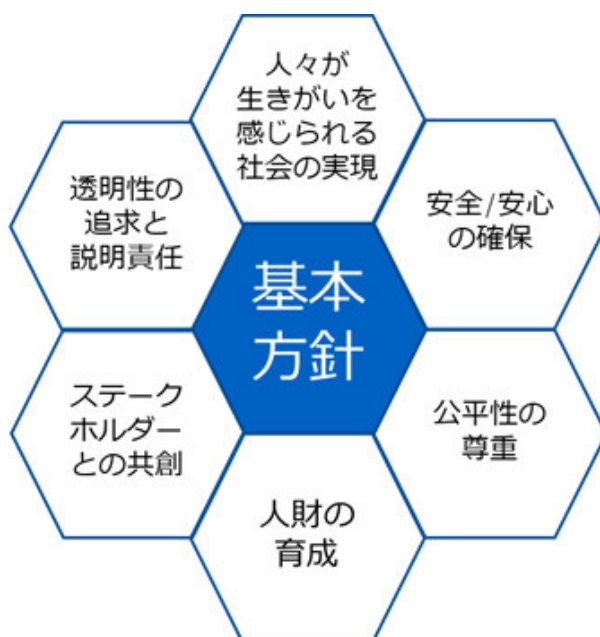 人々が
生きがいを
感じられる
社会の実現
安全/安心
の確保
公平性の
尊重
人財の
育成
ステーク
ホルダー
との共創
透明性の
追求と
説明責任
基本
方針